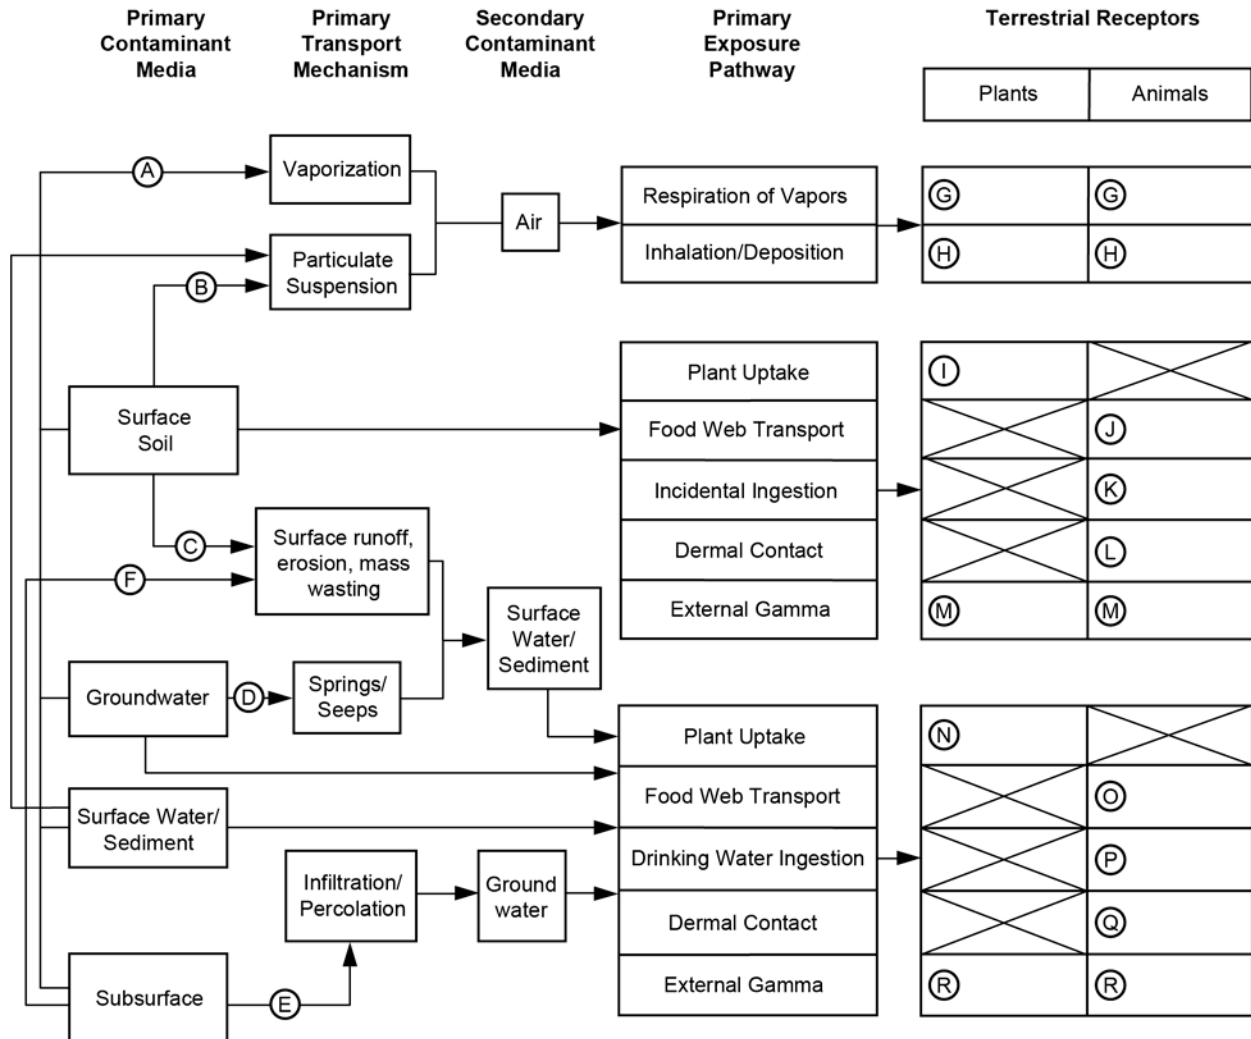 Primary
Contaminant
Media
Primary
Transport
Mechanism
Secondary
Contaminant
Media
Primary
Exposure
Pathway
Terrestrial Receptors
Plants
Animals
A
Vaporization
Air
Respiration of Vapors
G
G
Particulate
Suspension
B
Inhalation/Deposition
H
H
Surface
Soil
Plant Uptake
I
Food Web Transport
J
Incidental Ingestion
K
Dermal Contact
L
External Gamma
M
M
C
F
Surface runoff,
erosion, mass
wasting
Surface
Water/
Sediment
Groundwater
D
Springs/
Seeps
Plant Uptake
N
Food Web Transport
O
Surface Water/
Sediment
Drinking Water Ingestion
P
Infiltration/
Percolation
Ground
water
Dermal Contact
Q
Subsurface
E
External Gamma
R
R